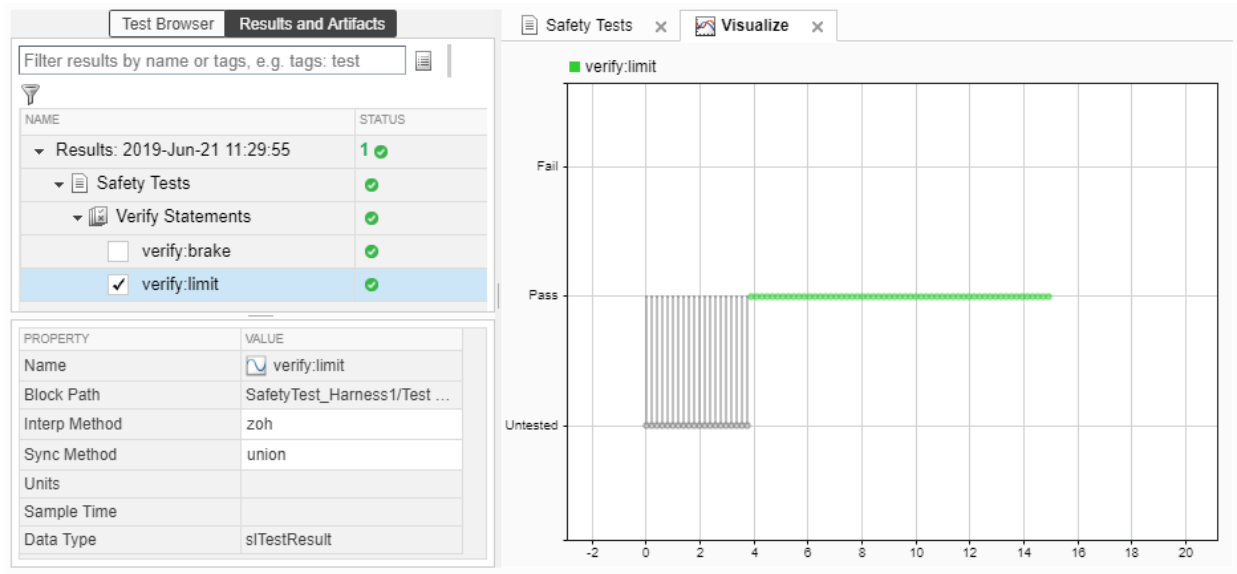 Test Browser Results and Artifacts
Filter results by name or tags, e.g. tags: test
NAME STATUS
Results: 2019-Jun-21 11:29:55 1
Safety Tests
Verify Statements
verify:brake
verify:limit
PROPERTY VALUE
Name verify:limit
Block Path SafetyTest_Harness1/Test ...
Interp Method zoh
Sync Method union
Units
Sample Time
Data Type slTestResult
Safety Tests Visualize
verify:limit
Fail
Pass
Untested
-2 0 2 4 6 8 10 12 14 16 18 20